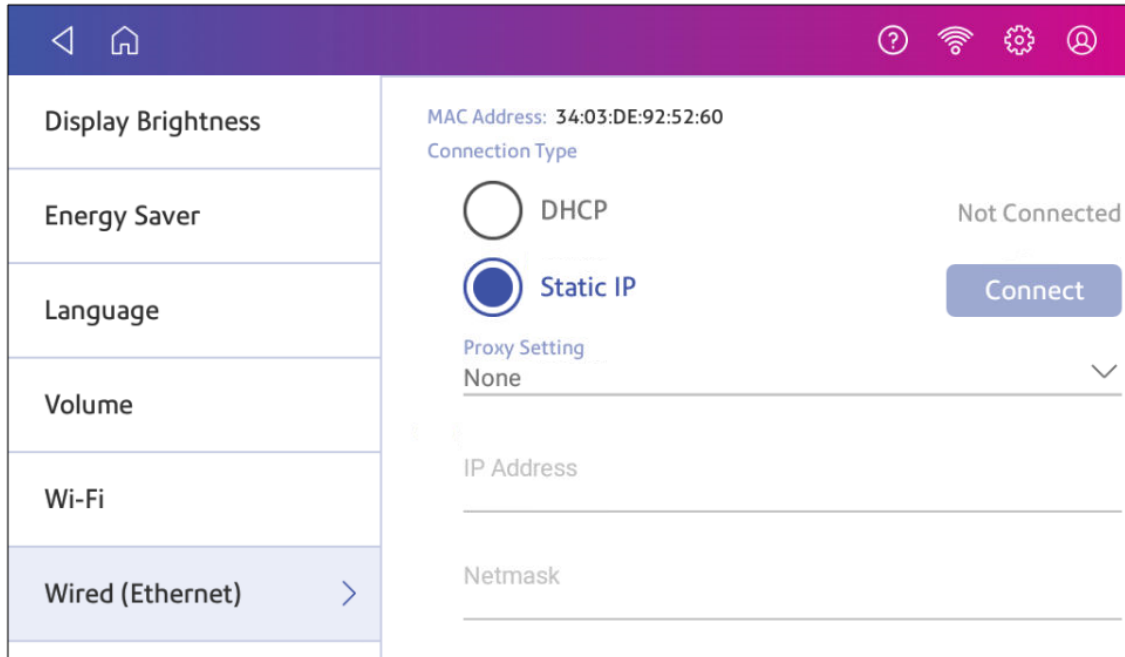 Display Brightness
Energy Saver
Language
Volume
Wi-Fi
Wired (Ethernet)
MAC Address: 34:03:DE:92:52:60
Connection Type
DHCP
Not Connected
Static IP
Connect
Proxy Setting
None
IP Address
Netmask